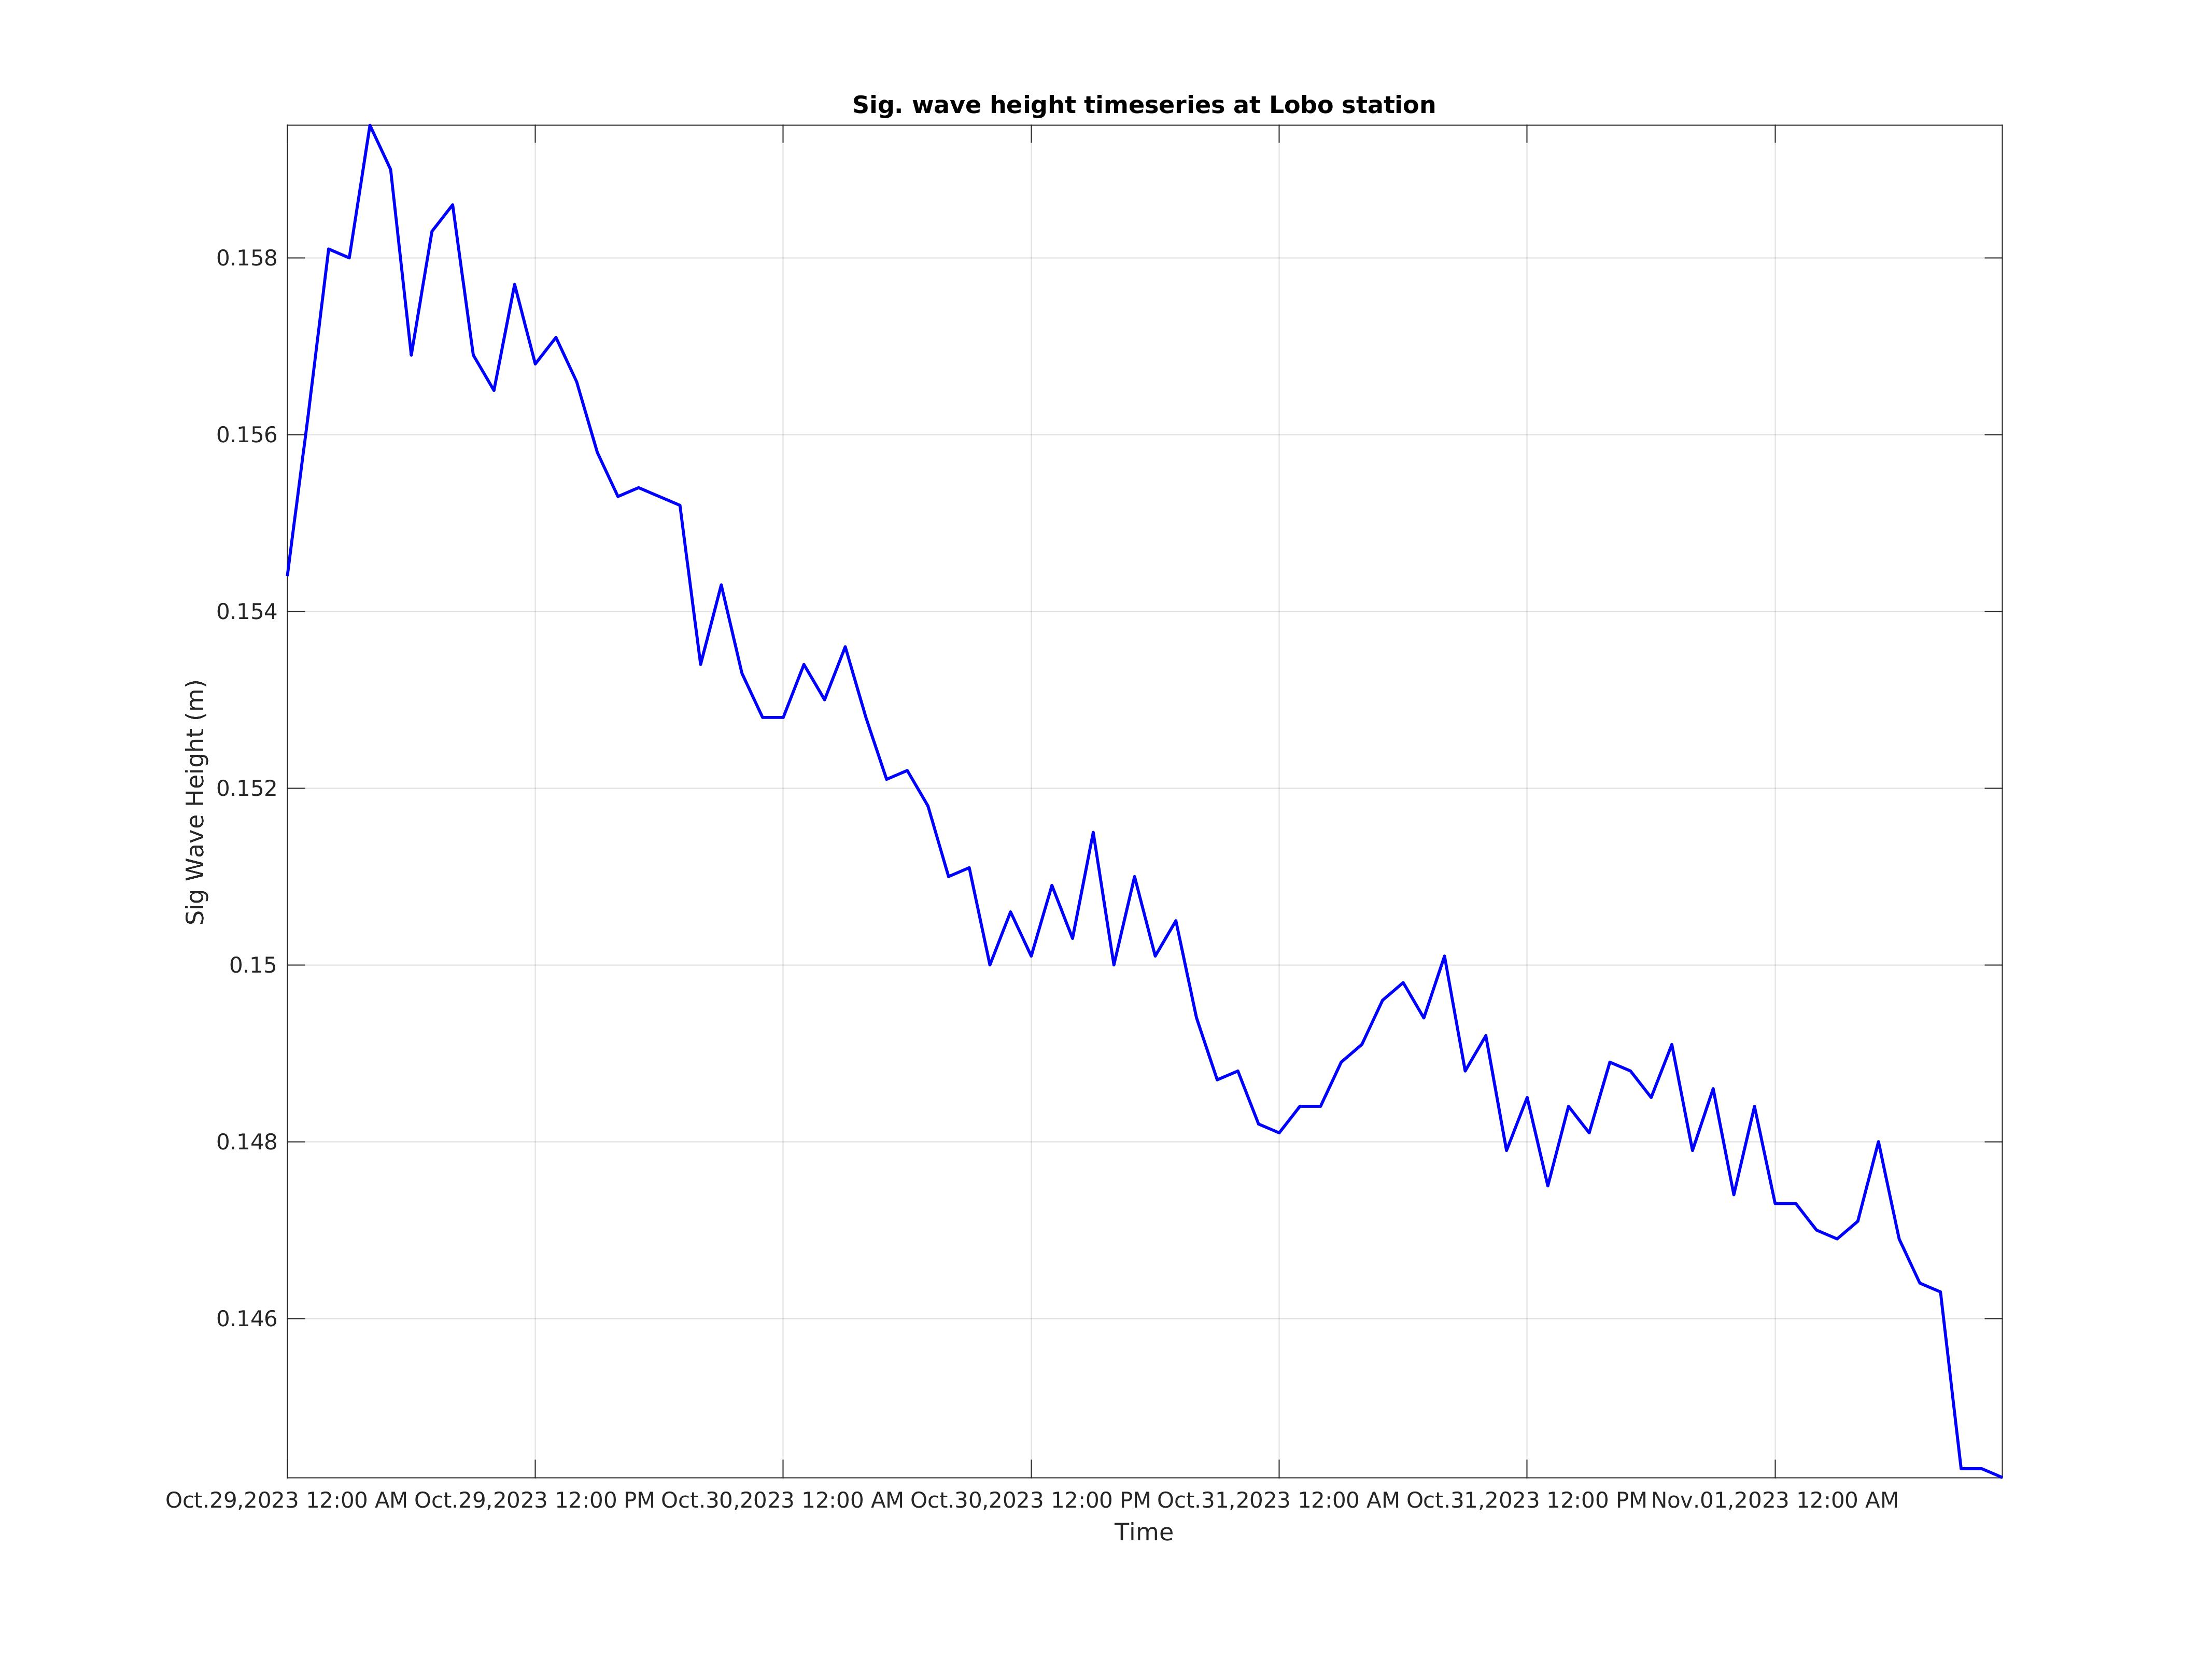 Sig. wave height timeseries at Lobo station
0.158
0.156
0.154
0.152
0.15
0.148
0.146
Sig Wave Height (m)
Oct.29,2023 12:00 AM Oct.29,2023 12:00 PM Oct.30,2023 12:00 AM Oct.30,2023 12:00 PM Oct.31,2023 12:00 AM Oct.31,2023 12:00 PM Nov.01,2023 12:00 AM
Time